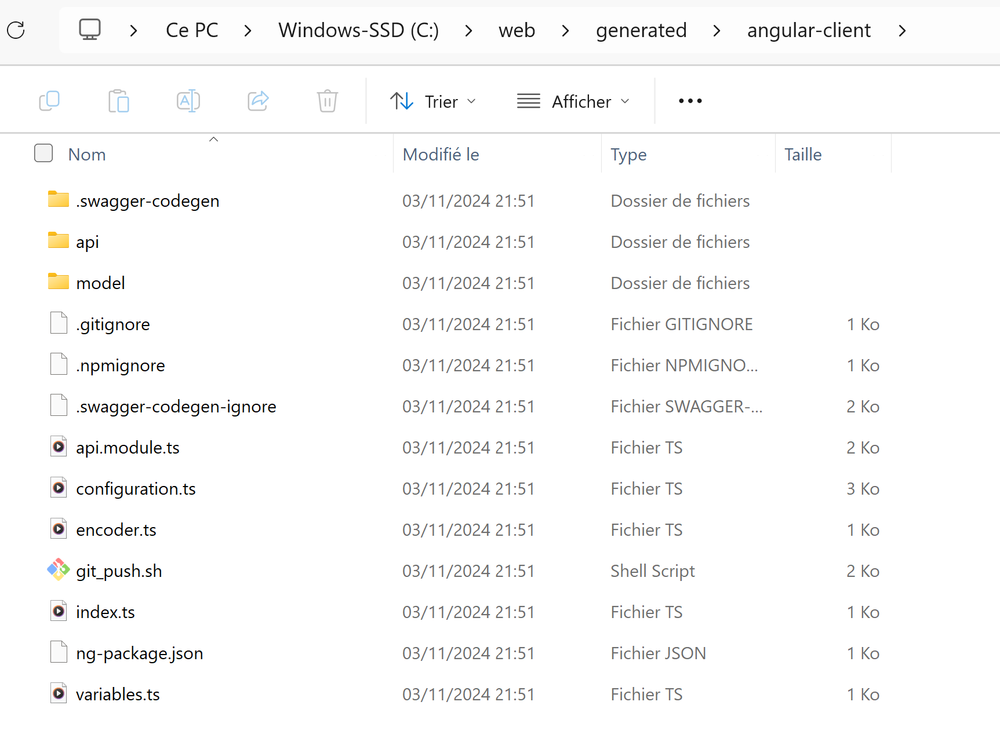 Ce PC > Windows-SSD (C:) > web > generated > angular-client >
Trier Afficher
Nom Modifié le Type Taille
.swagger-codegen 03/11/2024 21:51 Dossier de fichiers
api 03/11/2024 21:51 Dossier de fichiers
model 03/11/2024 21:51 Dossier de fichiers
.gitignore 03/11/2024 21:51 Fichier GITIGNORE 1 Ko
.npmignore 03/11/2024 21:51 Fichier NPMIGNO... 1 Ko
.swagger-codegen-ignore 03/11/2024 21:51 Fichier SWAGGER-... 2 Ko
api.module.ts 03/11/2024 21:51 Fichier TS 2 Ko
configuration.ts 03/11/2024 21:51 Fichier TS 3 Ko
encoder.ts 03/11/2024 21:51 Fichier TS 1 Ko
git_push.sh 03/11/2024 21:51 Shell Script 2 Ko
index.ts 03/11/2024 21:51 Fichier TS 1 Ko
ng-package.json 03/11/2024 21:51 Fichier JSON 1 Ko
variables.ts 03/11/2024 21:51 Fichier TS 1 Ko